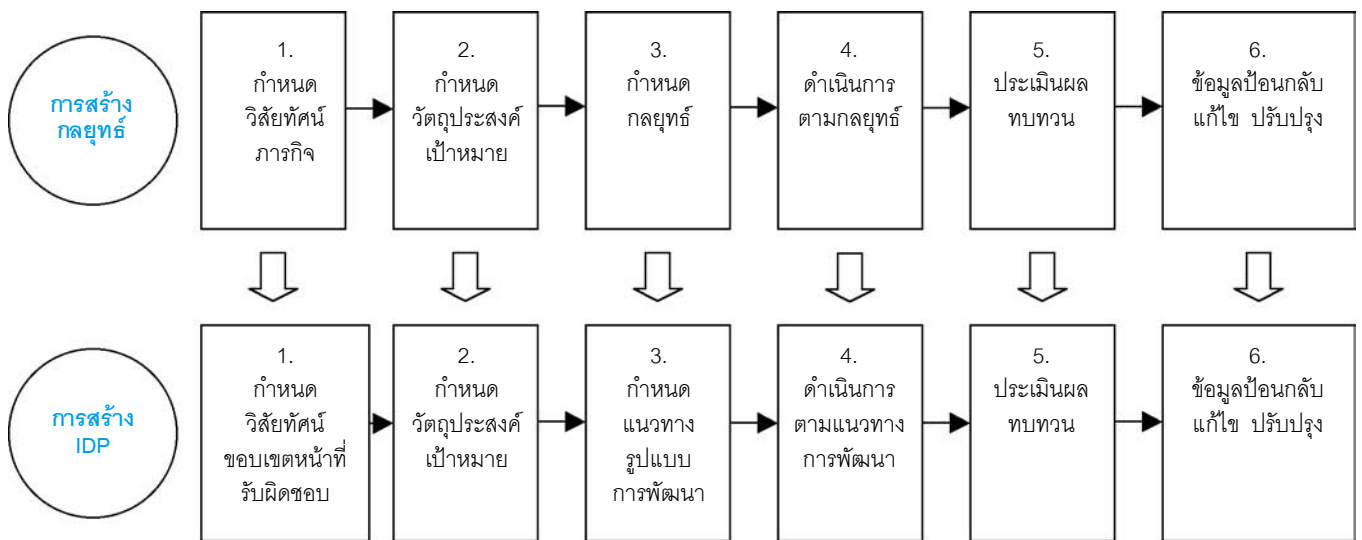 การสร้าง
กลยุทธ์
1.
กำหนด
วิสัยทัศน์
ภารกิจ
2.
กำหนด
วัตถุประสงค์
เป้าหมาย
3.
กำหนด
กลยุทธ์
4.
ดำเนินการ
ตามกลยุทธ์
5.
ประเมินผล
ทบทวน
6.
ข้อมูลป้อนกลับ
แก้ไข ปรับปรุง
การสร้าง
IDP
1.
กำหนด
วิสัยทัศน์
ขอบเขตหน้าที่
รับผิดชอบ
2.
กำหนด
วัตถุประสงค์
เป้าหมาย
3.
กำหนด
แนวทาง
รูปแบบ
การพัฒนา
4.
ดำเนินการ
ตามแนวทาง
การพัฒนา
5.
ประเมินผล
ทบทวน
6.
ข้อมูลป้อนกลับ
แก้ไข ปรับปรุง